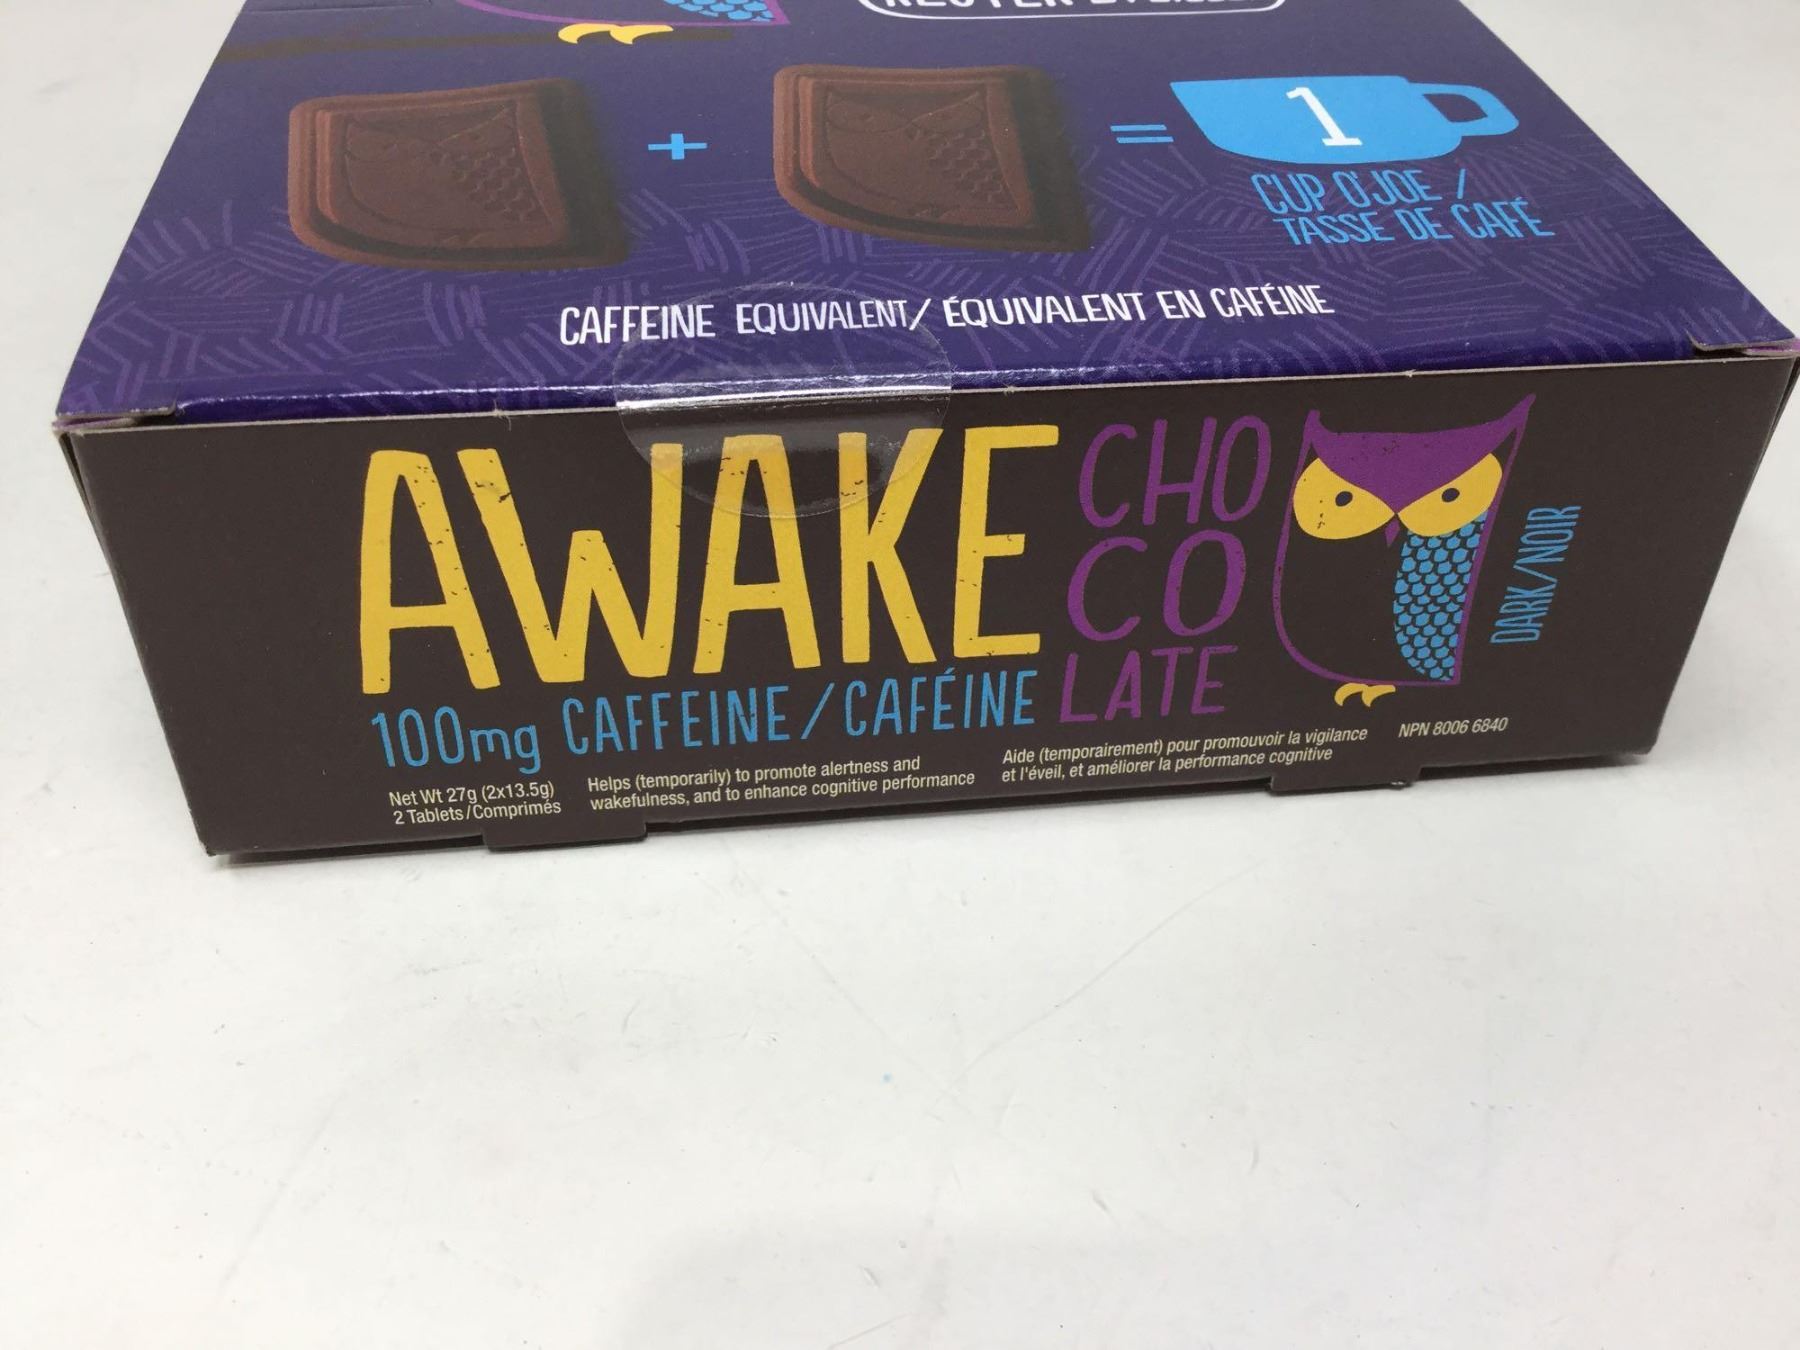 + = 1
CUP O'JOE /
TASSE DE CAFÉ
CAFFEINE EQUIVALENT/ ÉQUIVALENT EN CAFÉINE
AWAKE
CHO
CO
LATE
DARK/NOIR
100mg CAFFEINE/CAFÉINE
Net Wt 27g (2x13.5g)
2 Tablets/Comprimés
Helps (temporarily) to promote alertness and
wakefulness, and to enhance cognitive performance
Aide (temporairement) pour promouvoir la vigilance
et l'éveil, et améliorer la performance cognitive
NPN 8006 6840